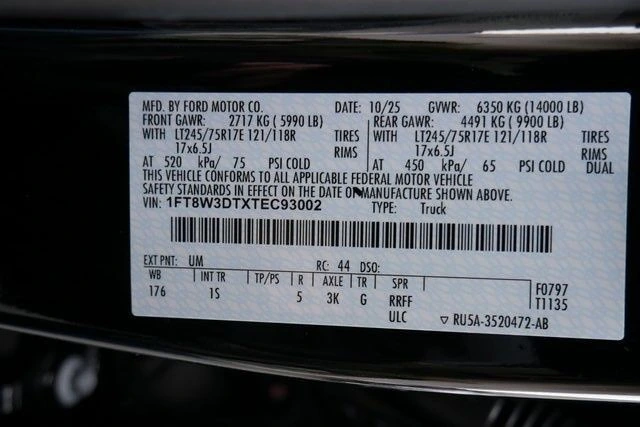 MFD. BY FORD MOTOR CO. DATE: 10/25 GVWR: 6350 KG (14000 LB)
FRONT GAWR: 2717 KG (5990 LB) REAR GAWR: 4491 KG (9900 LB)
WITH LT245/75R17E 121/118R TIRES WITH LT245/75R17E 121/118R TIRES
17x6.5J RIMS 17x6.5J RIMS
AT 520 kPa/ 75 PSI COLD AT 450 kPa/ 65 PSI COLD DUAL
THIS VEHICLE CONFORMS TO ALL APPLICABLE FEDERAL MOTOR VEHICLE
SAFETY STANDARDS IN EFFECT ON THE DATE OF MANUFACTURE SHOWN ABOVE.
VIN: 1FT8W3DTXTEC93002 TYPE: Truck
EXT PNT: UM RC: 44 DSO:
WB INT TR TP/PS R AXLE TR SPR F0797
176 1S 5 3K G RRFF T1135
ULC ▽ RU5A-3520472-AB